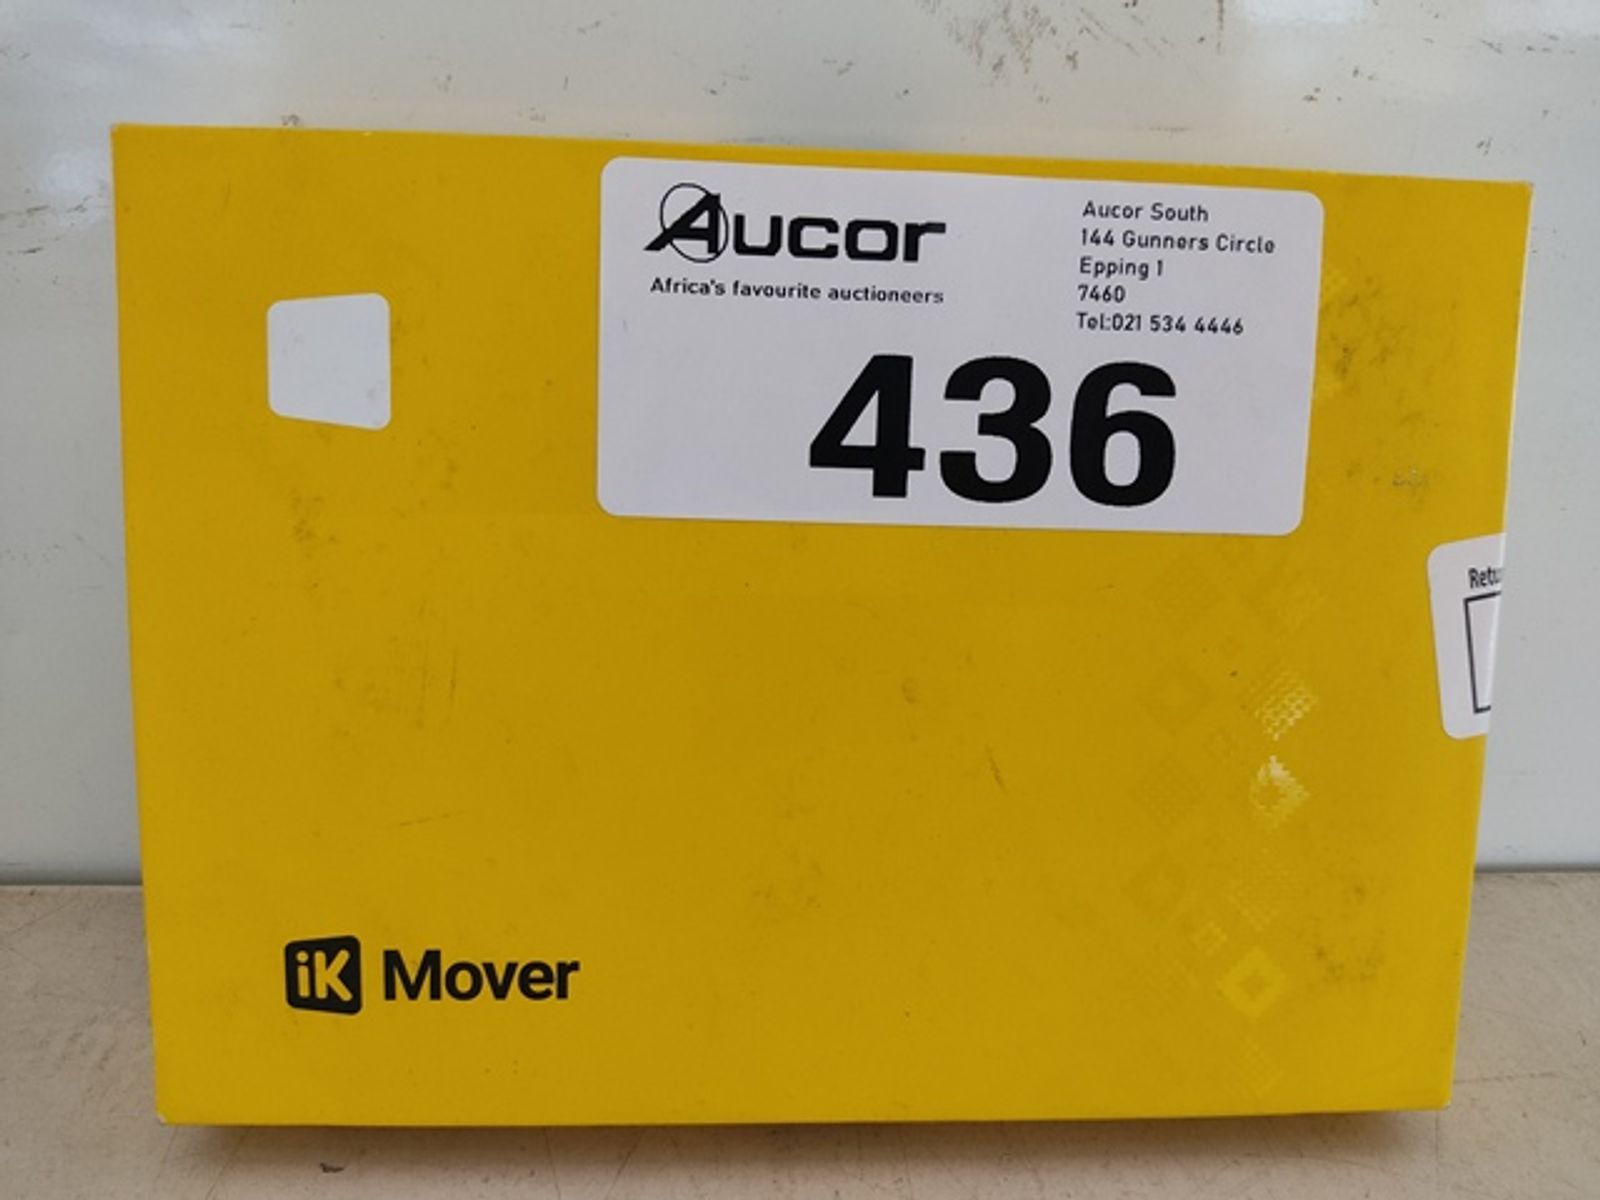 Aucor
Africa's favourite auctioneers
Aucor South
144 Gunners Circle
Epping 1
7460
Tel:021 534 4446
436
iK Mover